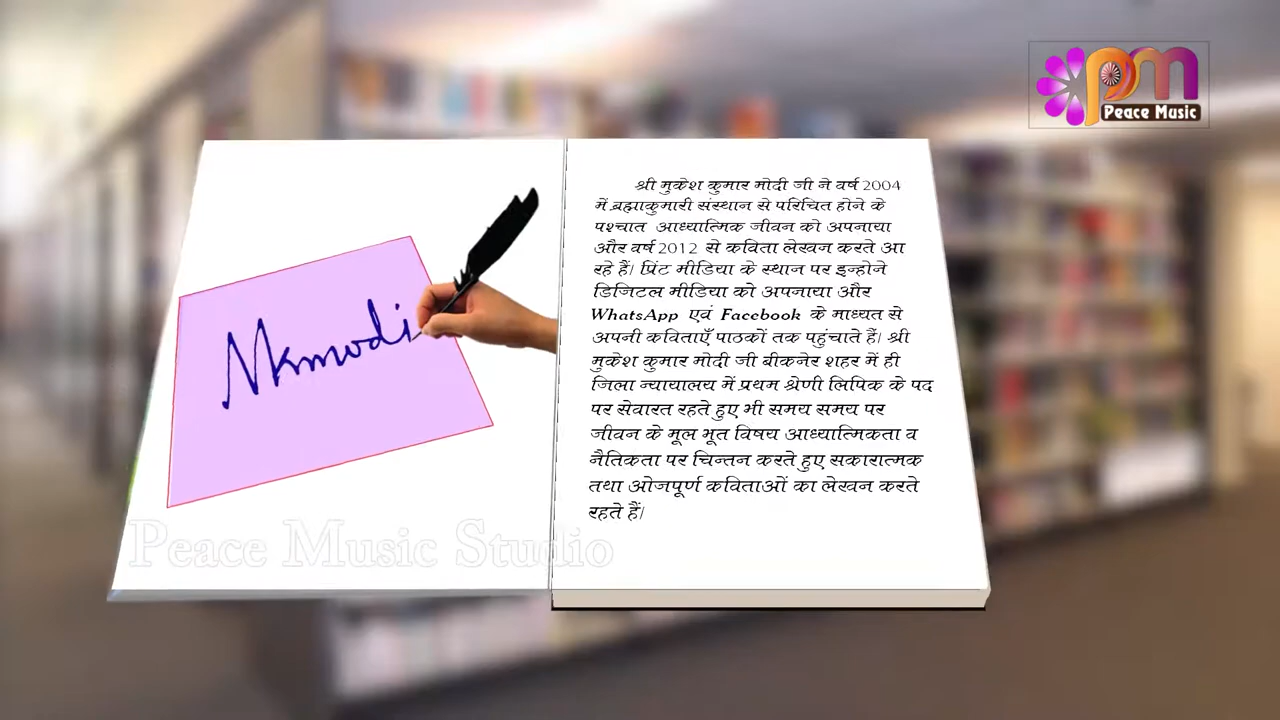 pm
Peace Music
Mkmodi
श्री मुकेश कुमार मोदी जी ने वर्ष 2004
में ब्रह्माकुमारी संस्थान से परिचित होने के
पश्चात आध्यात्मिक जीवन को अपनाया
और वर्ष 2012 से कविता लेखन करते आ
रहे हैं। प्रिंट मीडिया के स्थान पर इन्होने
डिजिटल मीडिया को अपनाया और
WhatsApp एवं Facebook के माध्यत से
अपनी कविताएँ पाठकों तक पहुंचाते हैं। श्री
मुकेश कुमार मोदी जी बीकनेर शहर में ही
जिला न्यायालय में प्रथम श्रेणी लिपिक के पद
पर सेवारत रहते हुए भी समय समय पर
जीवन के मूल भूत विषय आध्यात्मिकता व
नैतिकता पर चिन्तन करते हुए सकारात्मक
तथा ओजपूर्ण कविताओं का लेखन करते
रहते हैं।
Peace Music Studio